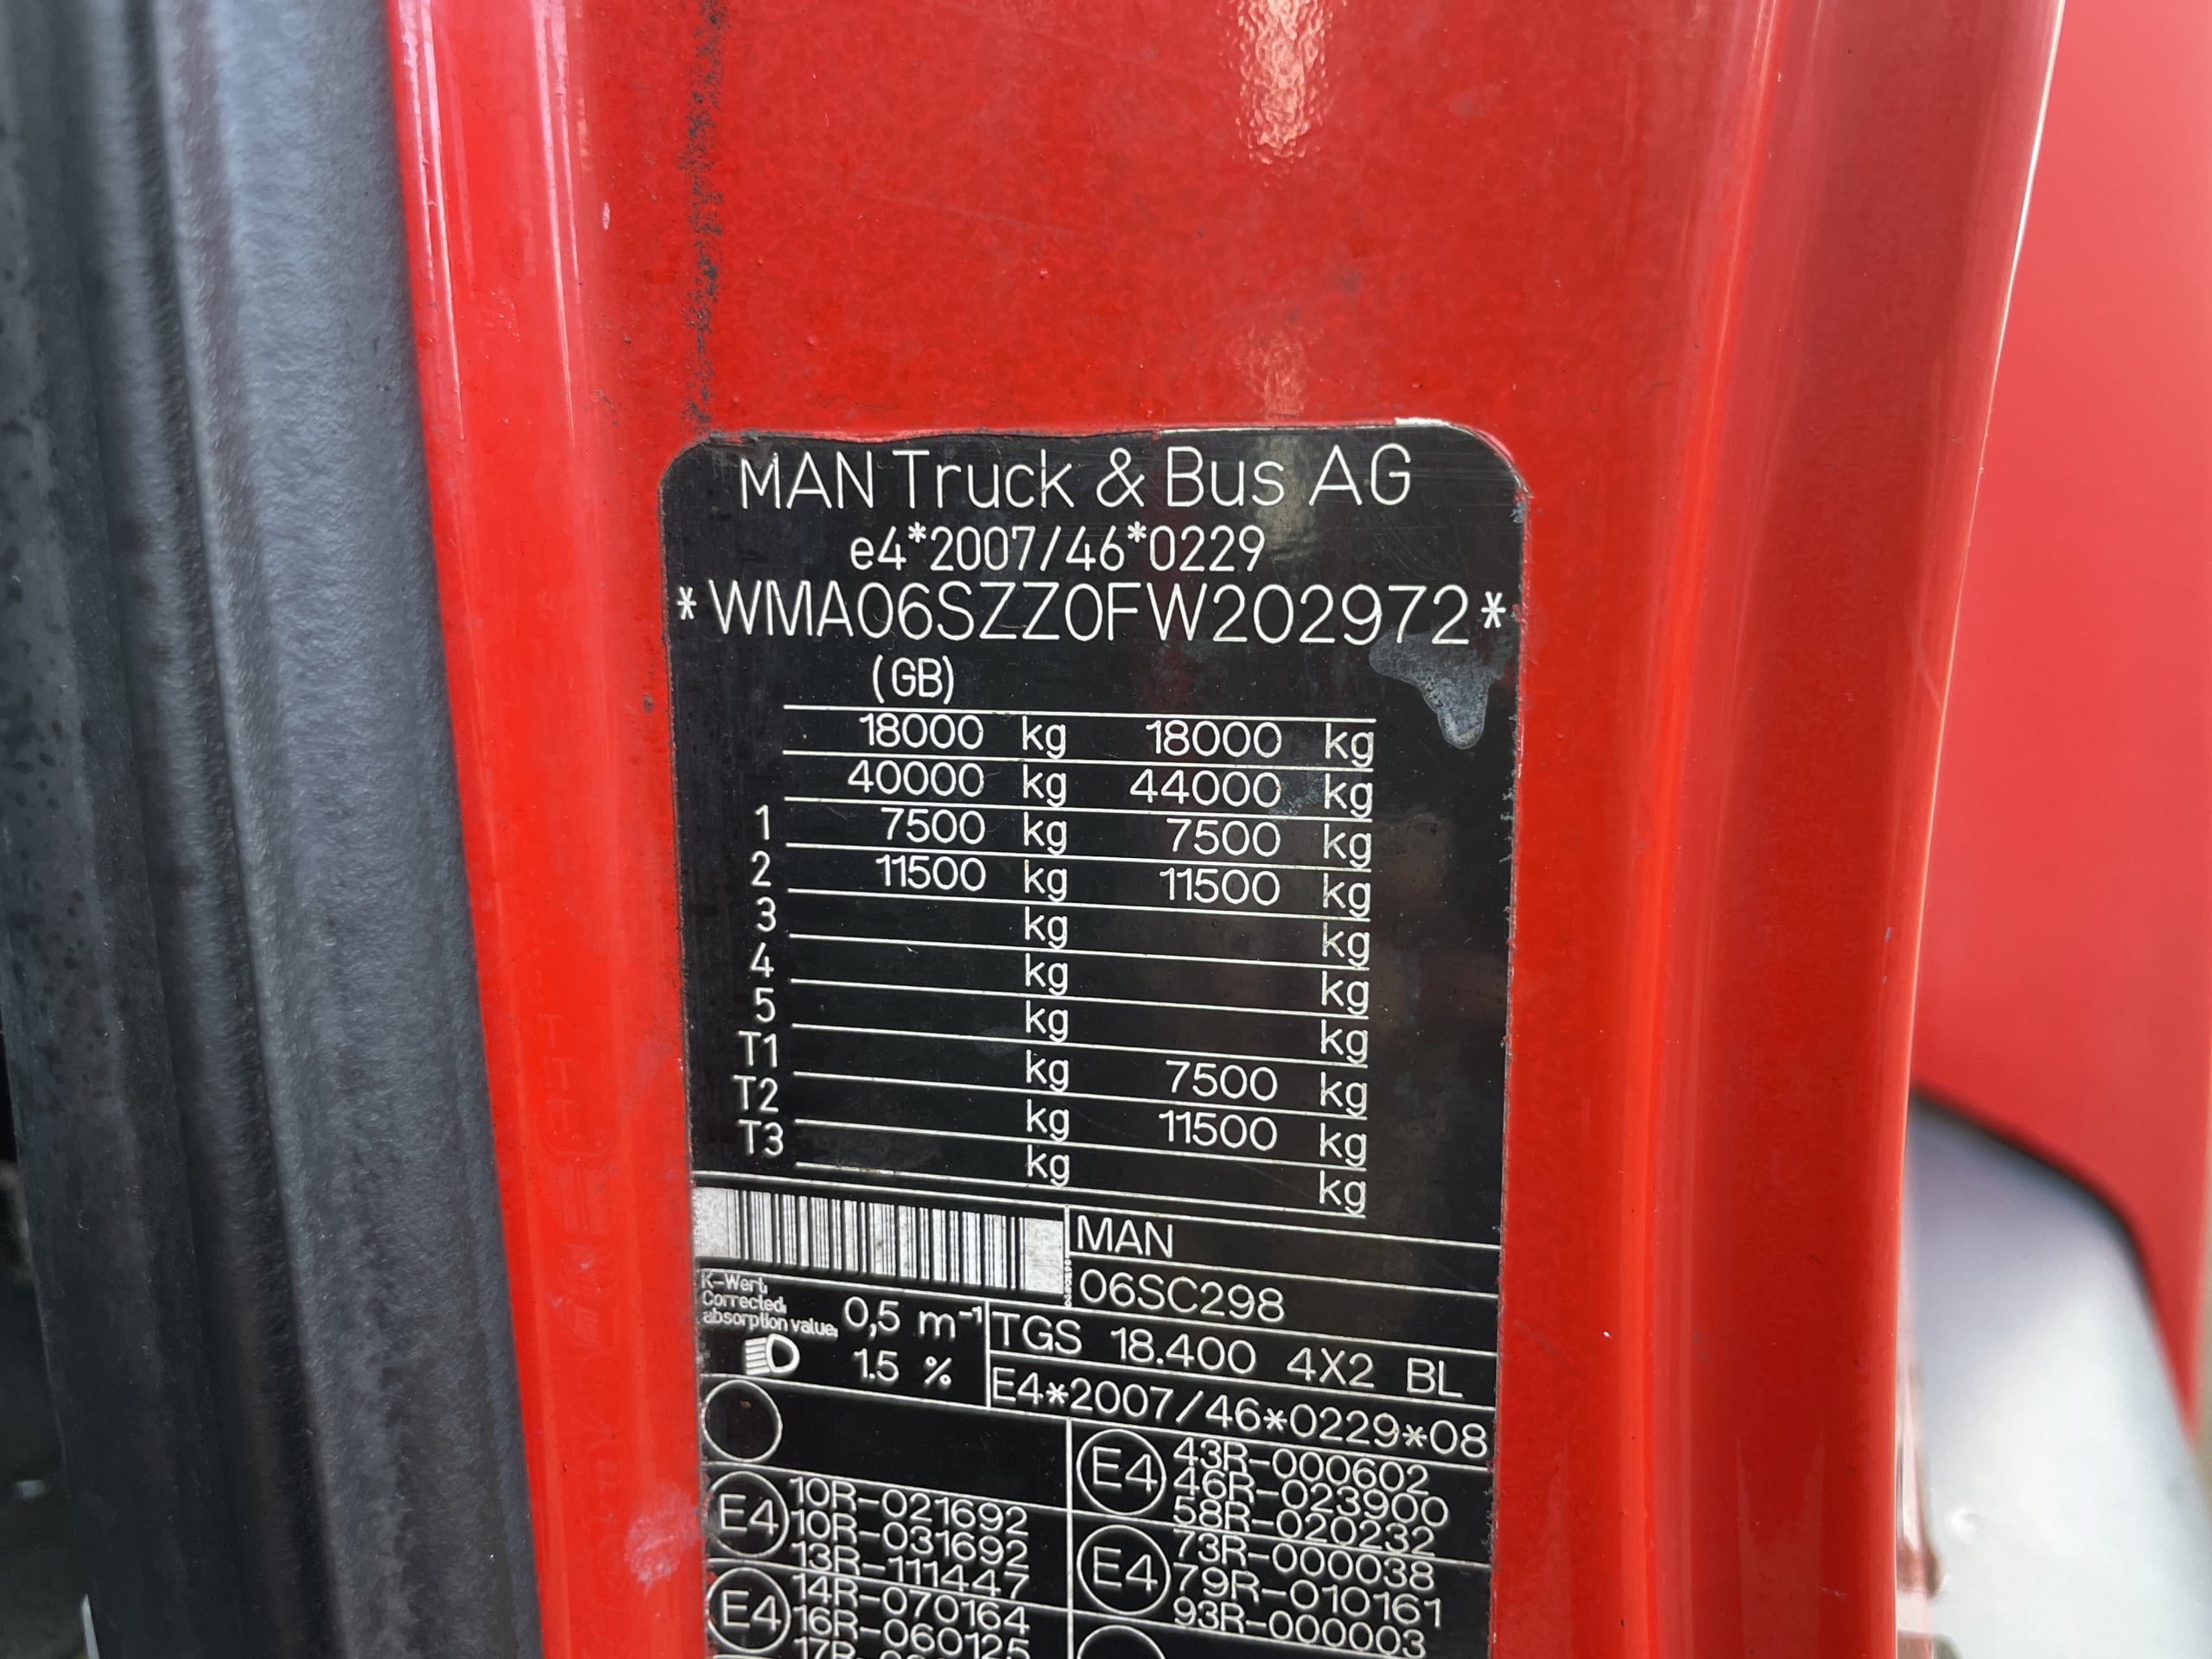 MAN Truck & Bus AG
e4*2007/46*0229
*WMA06SZZ0FW202972*
(GB)
18000 kg 18000 kg
40000 kg 44000 kg
1 7500 kg 7500 kg
2 11500 kg 11500 kg
3 kg kg
4 kg kg
5 kg kg
T1 kg 7500 kg
T2 kg 11500 kg
T3 kg kg
MAN
06SC298
K-Wert,
Corrected,
absorption value,
0,5 m⁻¹
1.5 %
TGS 18.400 4X2 BL
E4*2007/46*0229*08
E4
10R-021692
10R-031692
13R-111447
E4
14R-070164
16R-060125
E4
43R-000602
46R-023900
58R-020232
E4
73R-000038
79R-010161
93R-000003